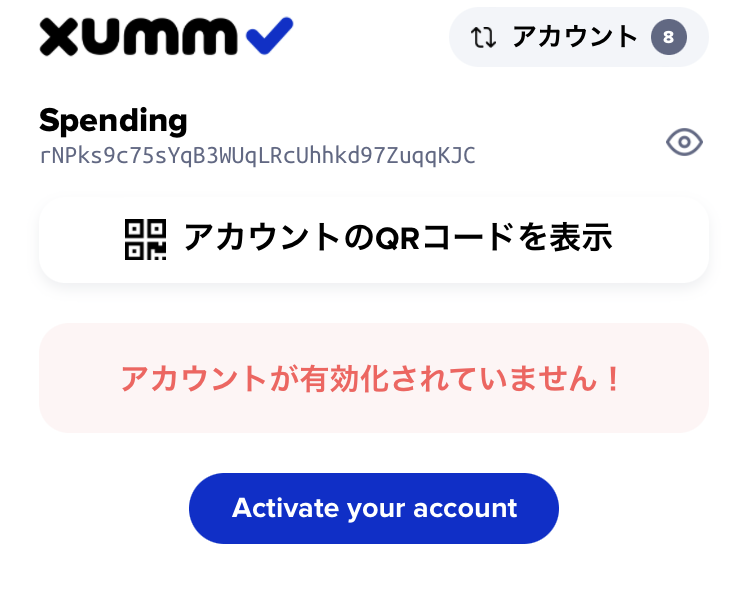 xumm
アカウント 8
Spending
rNPks9c75sYqB3WUqLRcUhhkd97ZuqqKJC
アカウントのQRコードを表示
アカウントが有効化されていません！
Activate your account